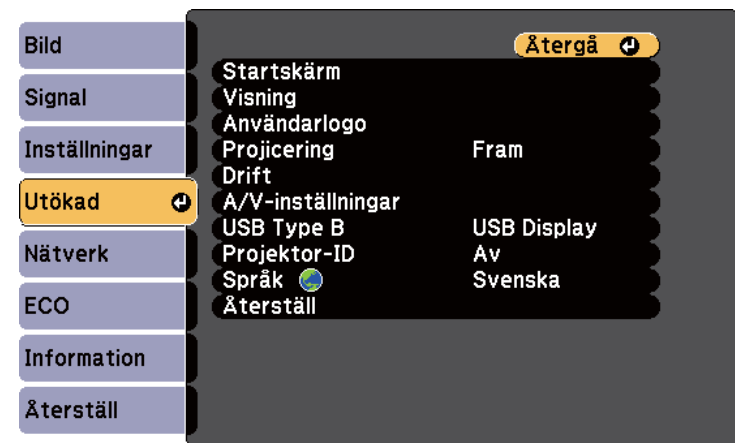 Bild
Signal
Inställningar
Utökad
Nätverk
ECO
Information
Återställ
Återgå
Startskärm
Visning
Användarlogo
Projicering Fram
Drift
A/V-inställningar
USB Type B USB Display
Projektor-ID Av
Språk Svenska
Återställ